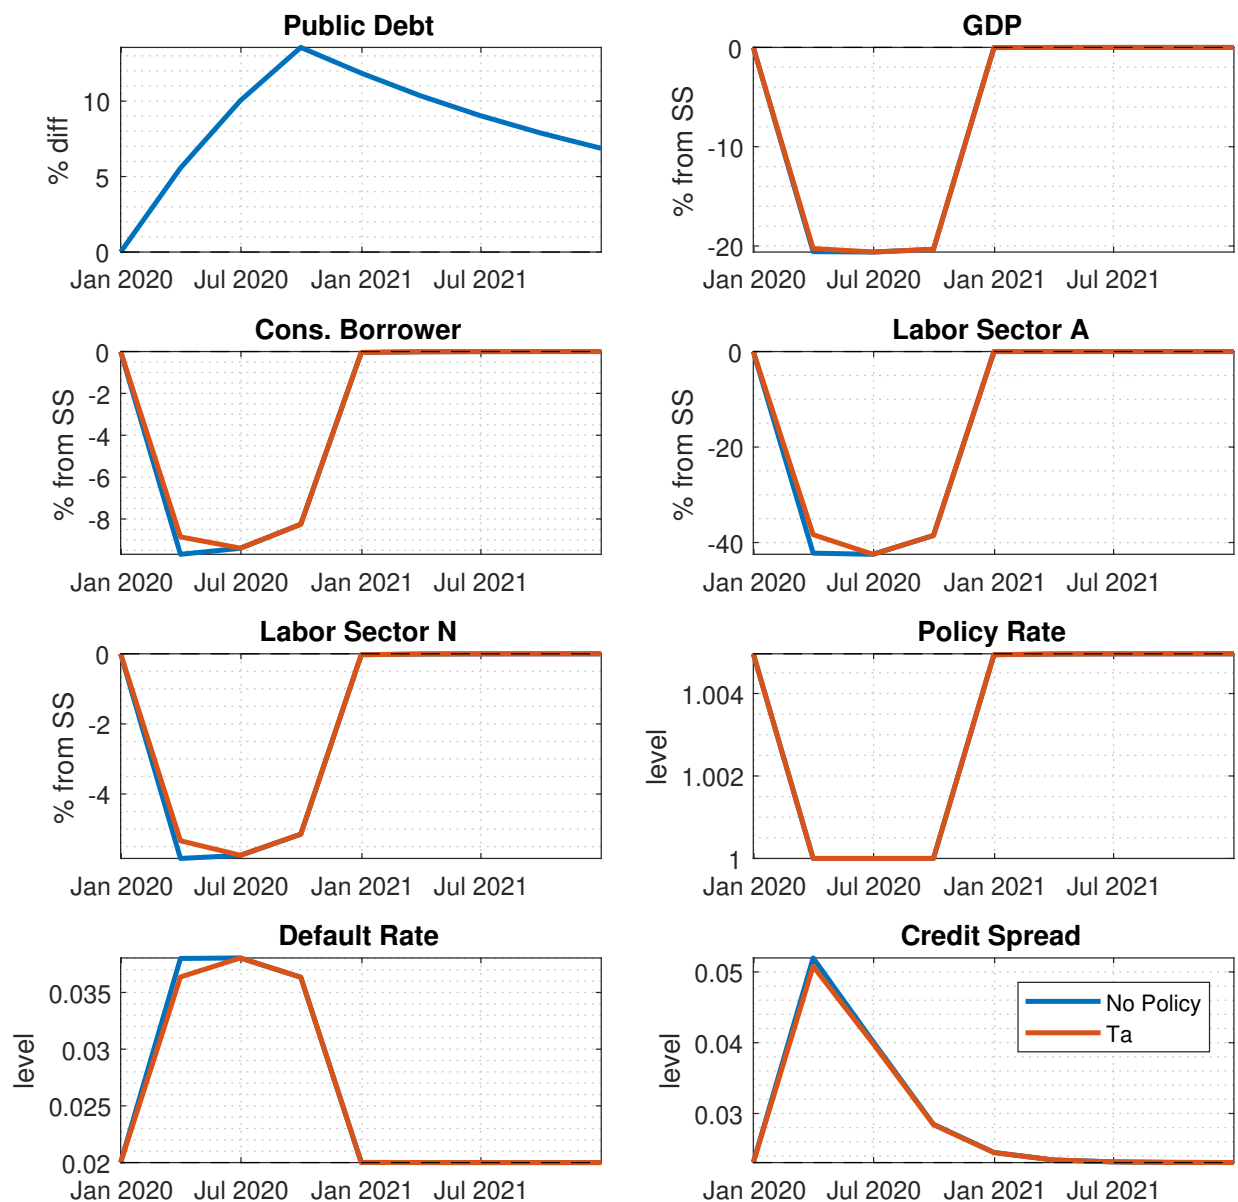 Public Debt
% diff
10
5
0
Jan 2020 Jul 2020 Jan 2021 Jul 2021
GDP
% from SS
0
-10
-20
Jan 2020 Jul 2020 Jan 2021 Jul 2021
Cons. Borrower
% from SS
0
-2
-4
-6
-8
Jan 2020 Jul 2020 Jan 2021 Jul 2021
Labor Sector A
% from SS
0
-20
-40
Jan 2020 Jul 2020 Jan 2021 Jul 2021
Labor Sector N
% from SS
0
-2
-4
Jan 2020 Jul 2020 Jan 2021 Jul 2021
Policy Rate
level
1.004
1.002
1
Jan 2020 Jul 2020 Jan 2021 Jul 2021
Default Rate
level
0.035
0.03
0.025
0.02
Jan 2020 Jul 2020 Jan 2021 Jul 2021
Credit Spread
level
0.05
0.04
0.03
No Policy
Ta
Jan 2020 Jul 2020 Jan 2021 Jul 2021